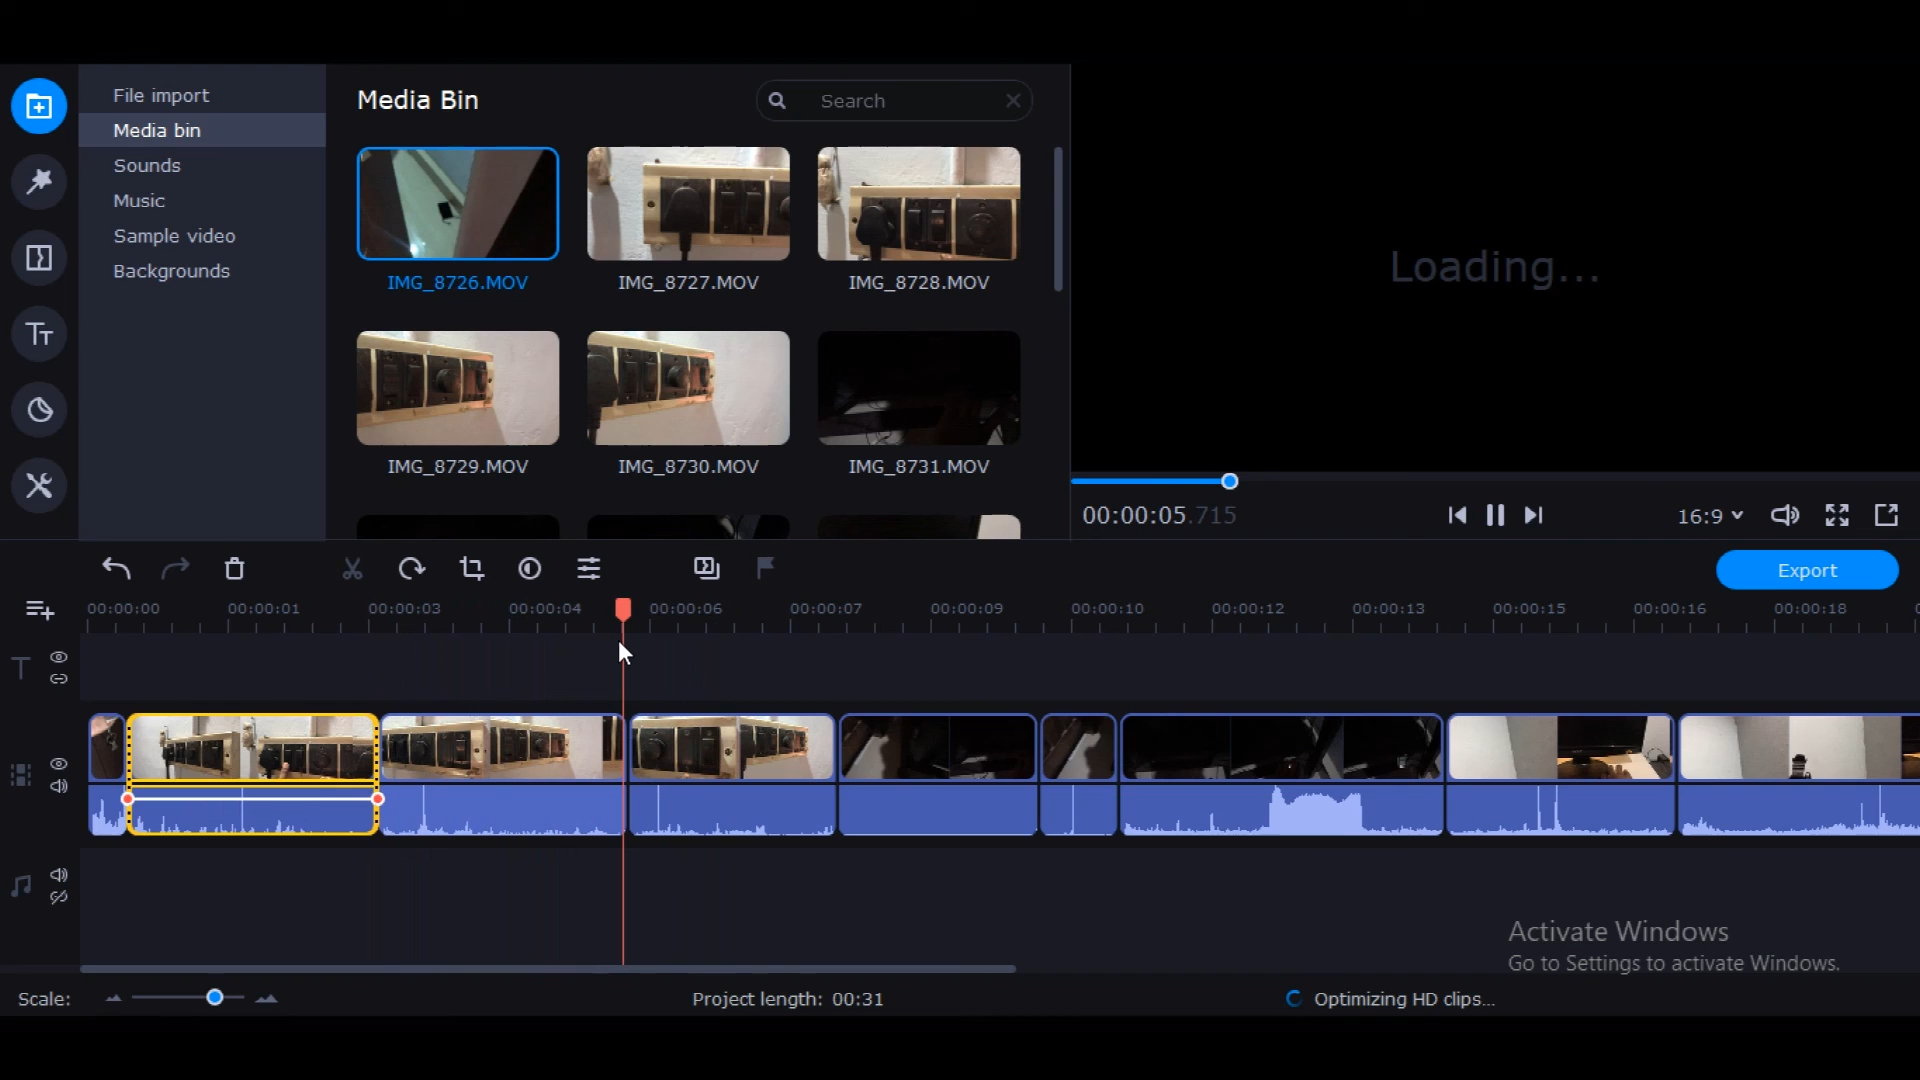 File import
Media bin
Sounds
Music
Sample video
Backgrounds
Media Bin
Search
IMG_8726.MOV
IMG_8727.MOV
IMG_8728.MOV
IMG_8729.MOV
IMG_8730.MOV
IMG_8731.MOV
Loading...
00:00:05.715
16:9
Export
00:00:00 00:00:01 00:00:03 00:00:04 00:00:06 00:00:07 00:00:09 00:00:10 00:00:12 00:00:13 00:00:15 00:00:16 00:00:18
Activate Windows
Go to Settings to activate Windows.
Scale:
Project length: 00:31
Optimizing HD clips...